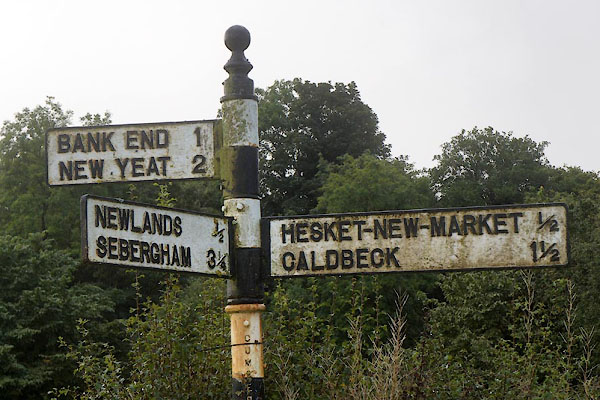 BANK END 1
NEW YEAT 2
NEWLANDS ½
SEBERGHAM 3¼
HESKET-NEW-MARKET ½
CALDBECK 1½